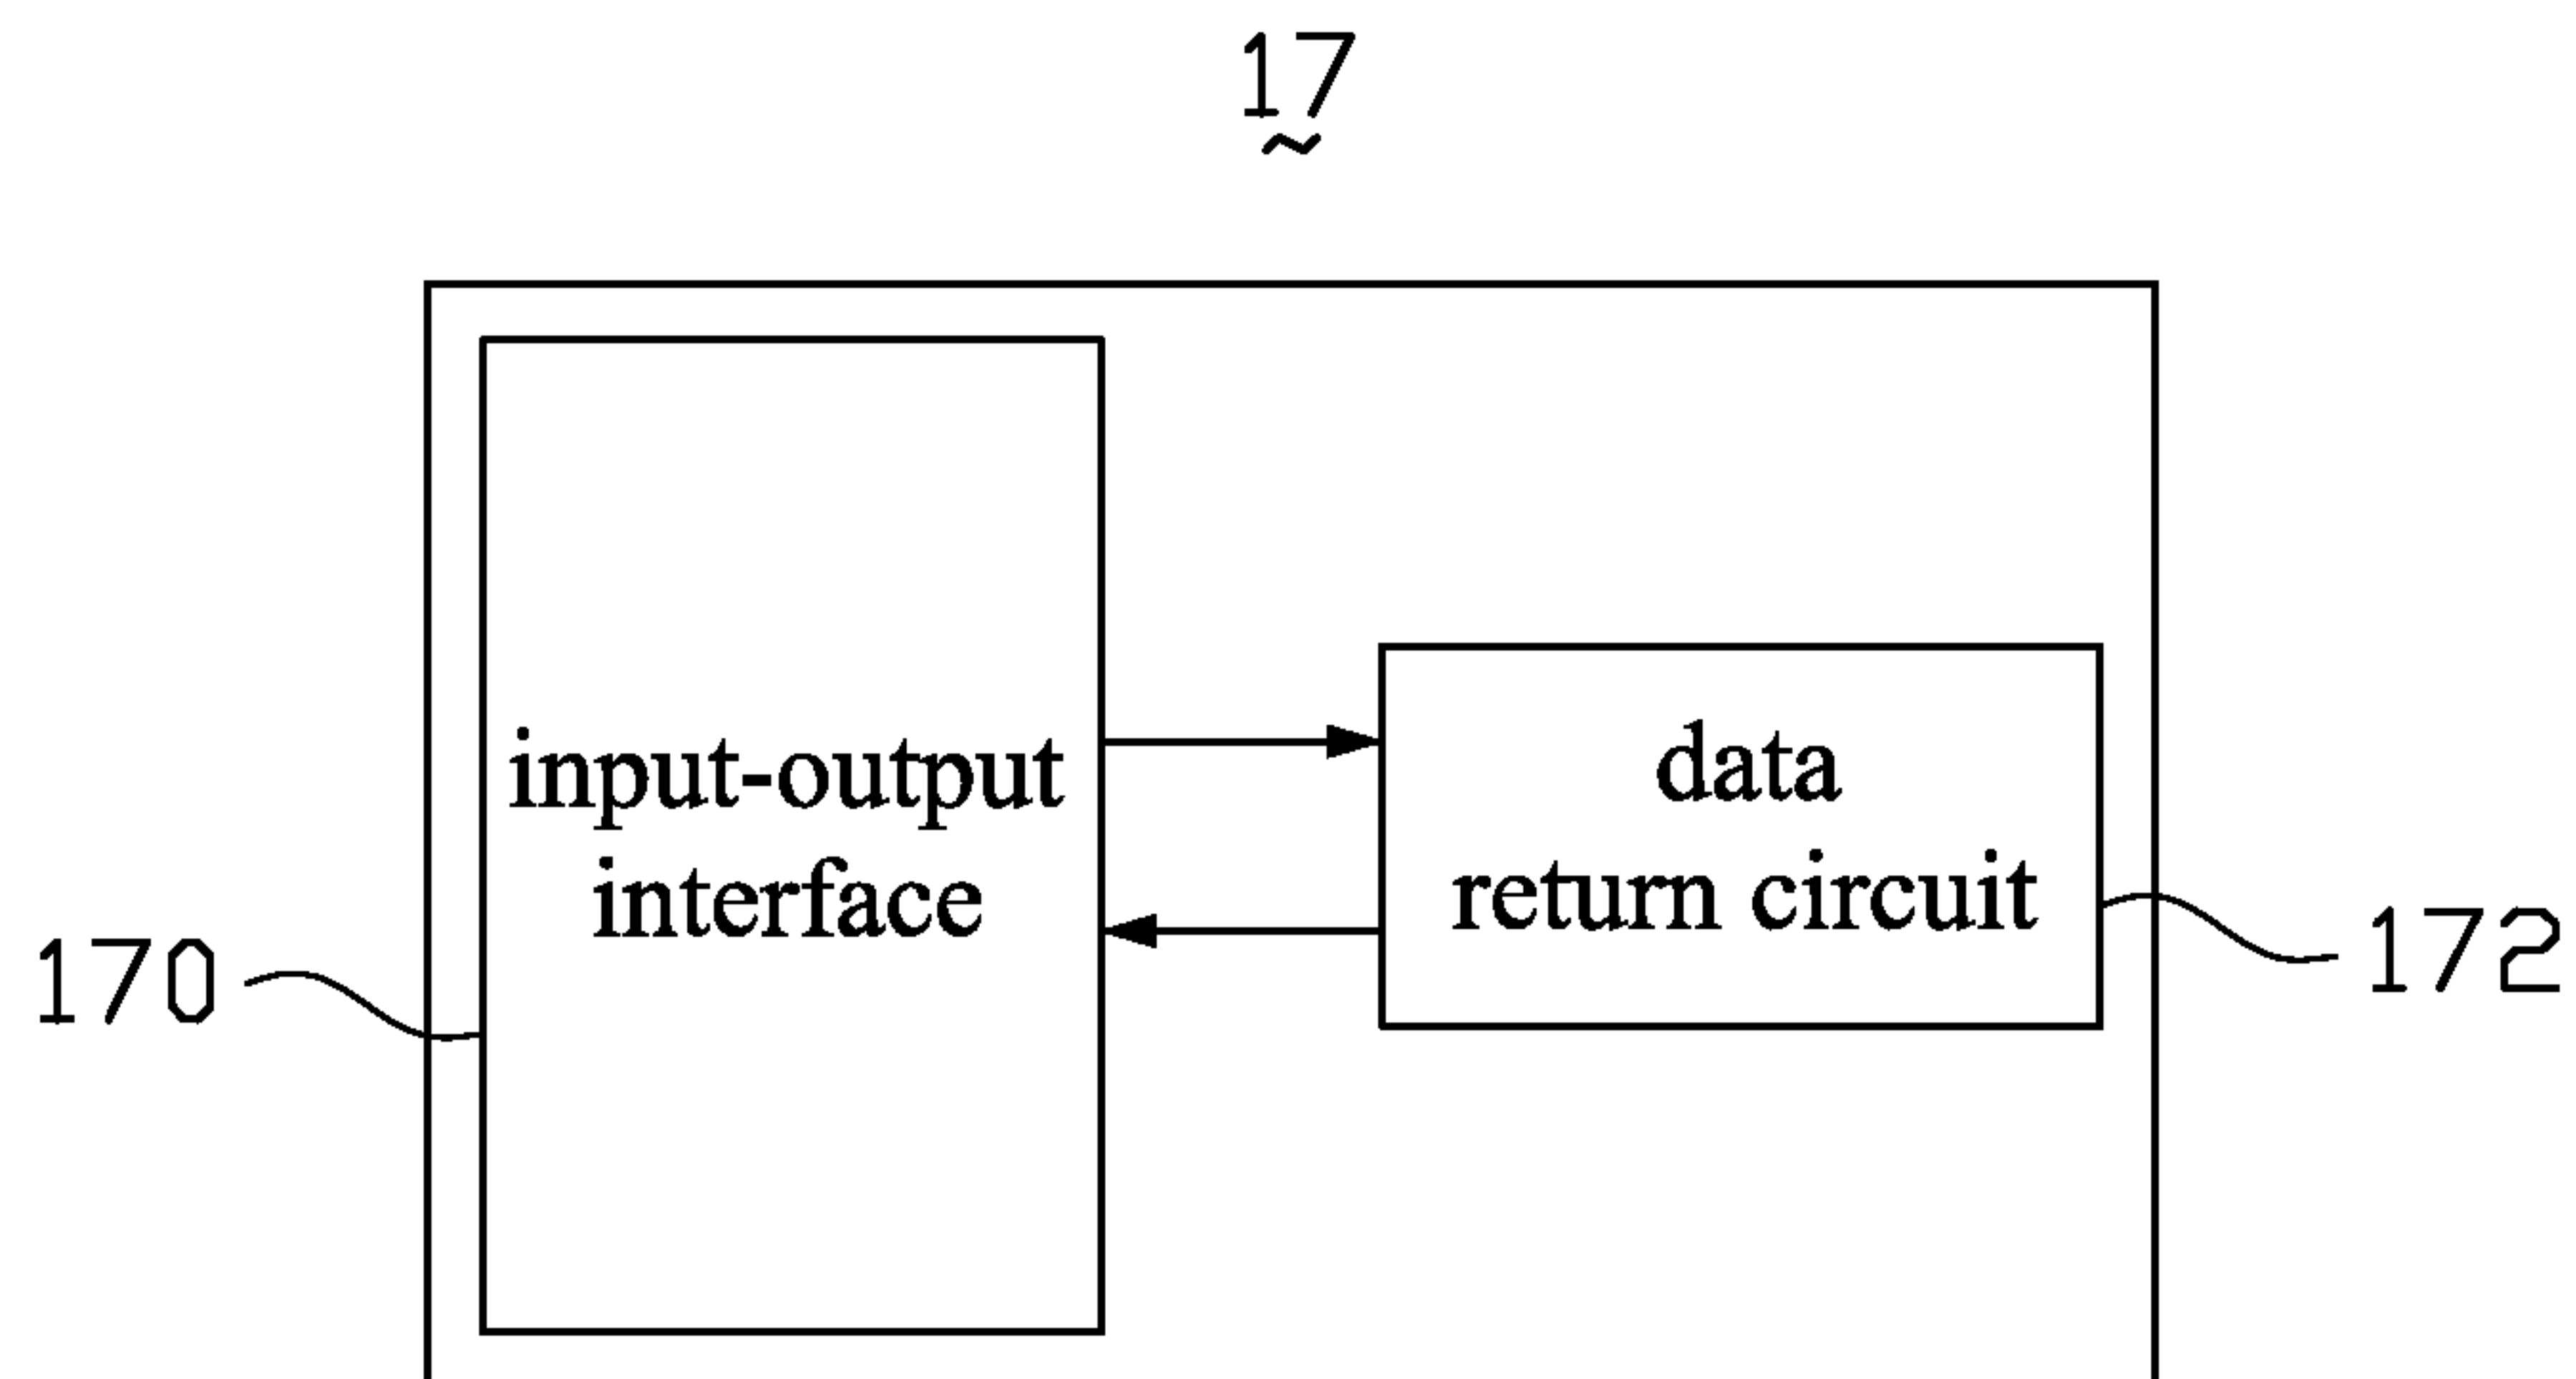 17
input-output
interface
data
return circuit
170
172